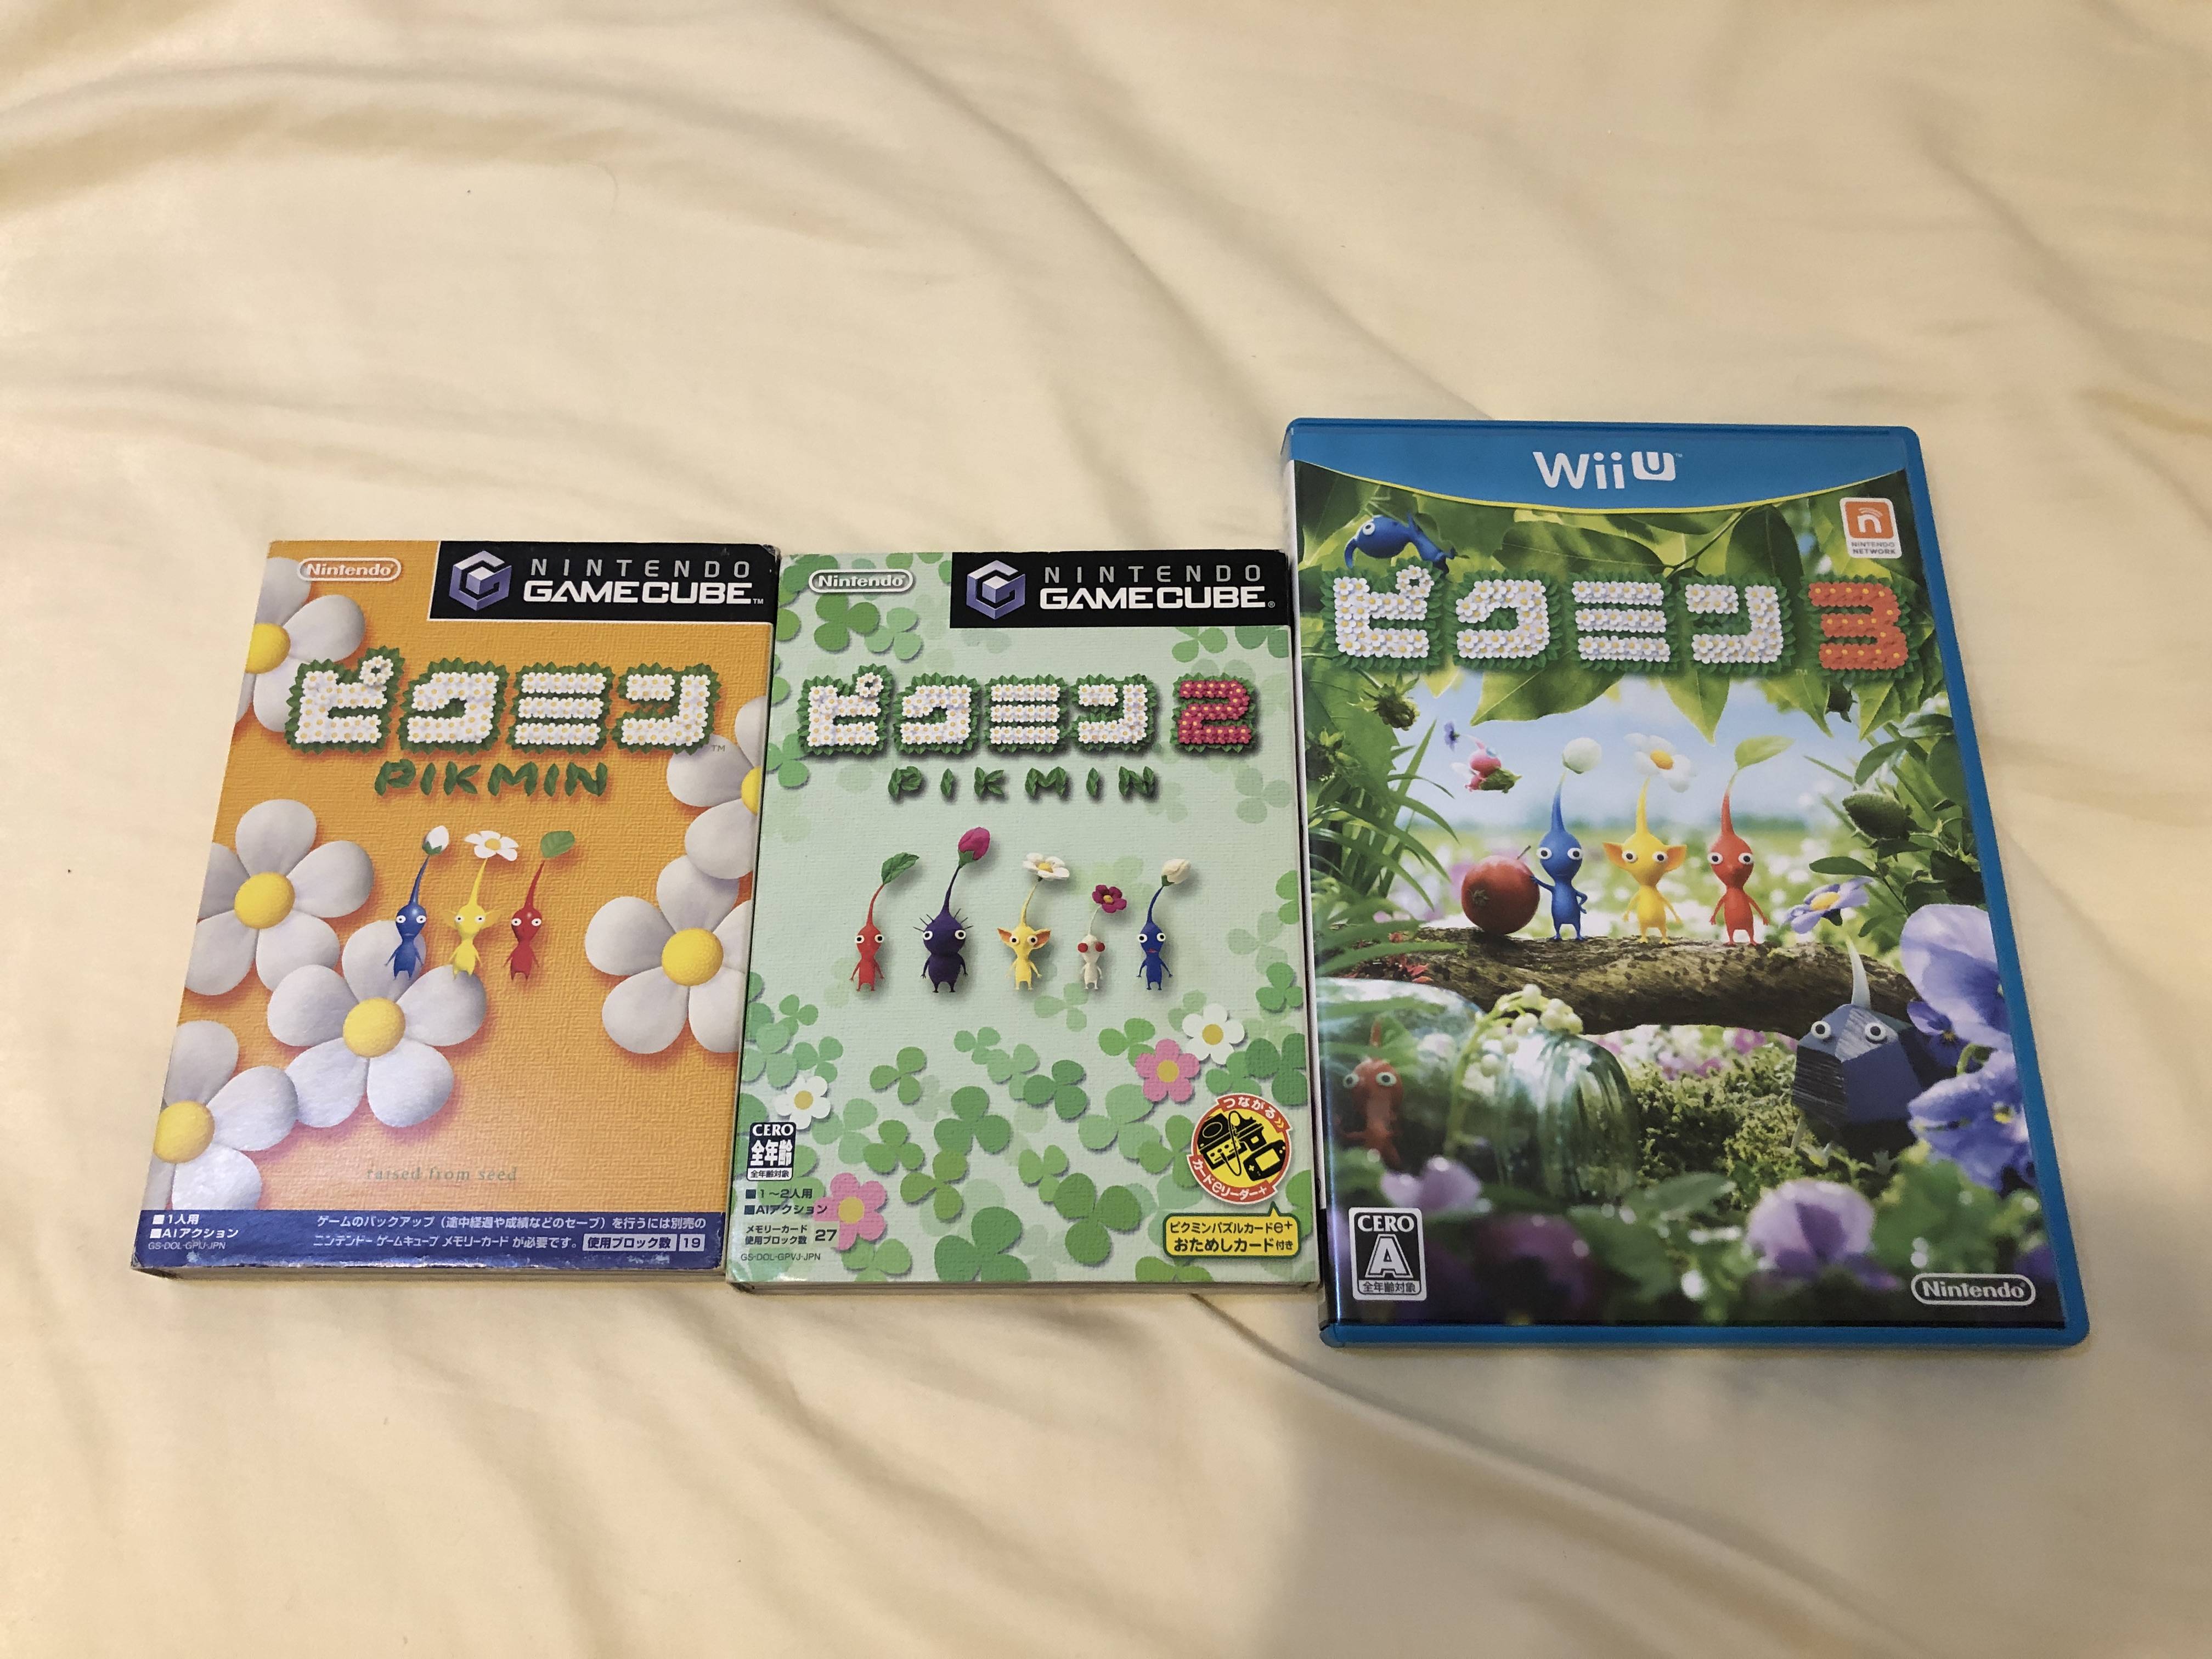 Nintendo
NINTENDO
GAMECUBE™
ピクミン™
PIKMIN
raised from seed
■1人用
■AIアクション
GS-DOL-GPIJ-JPN
ゲームのバックアップ（途中経過や成績などのセーブ）を行うには別売の
ニンテンドーゲームキューブ メモリーカードが必要です。 使用ブロック数 19
Nintendo
NINTENDO
GAMECUBE®
ピクミン2
PIKMIN
CERO
全年齢
全年齢対象
■1～2人用
■AIアクション
メモリーカード
使用ブロック数 27
GS-DOL-GPVJ-JPN
つながる》
カードeリーダー+
ピクミンパズルカードe+
おためしカード付き
Wii U™
n
NINTENDO
NETWORK
ピクミン3
™
CERO
A
全年齢対象
Nintendo